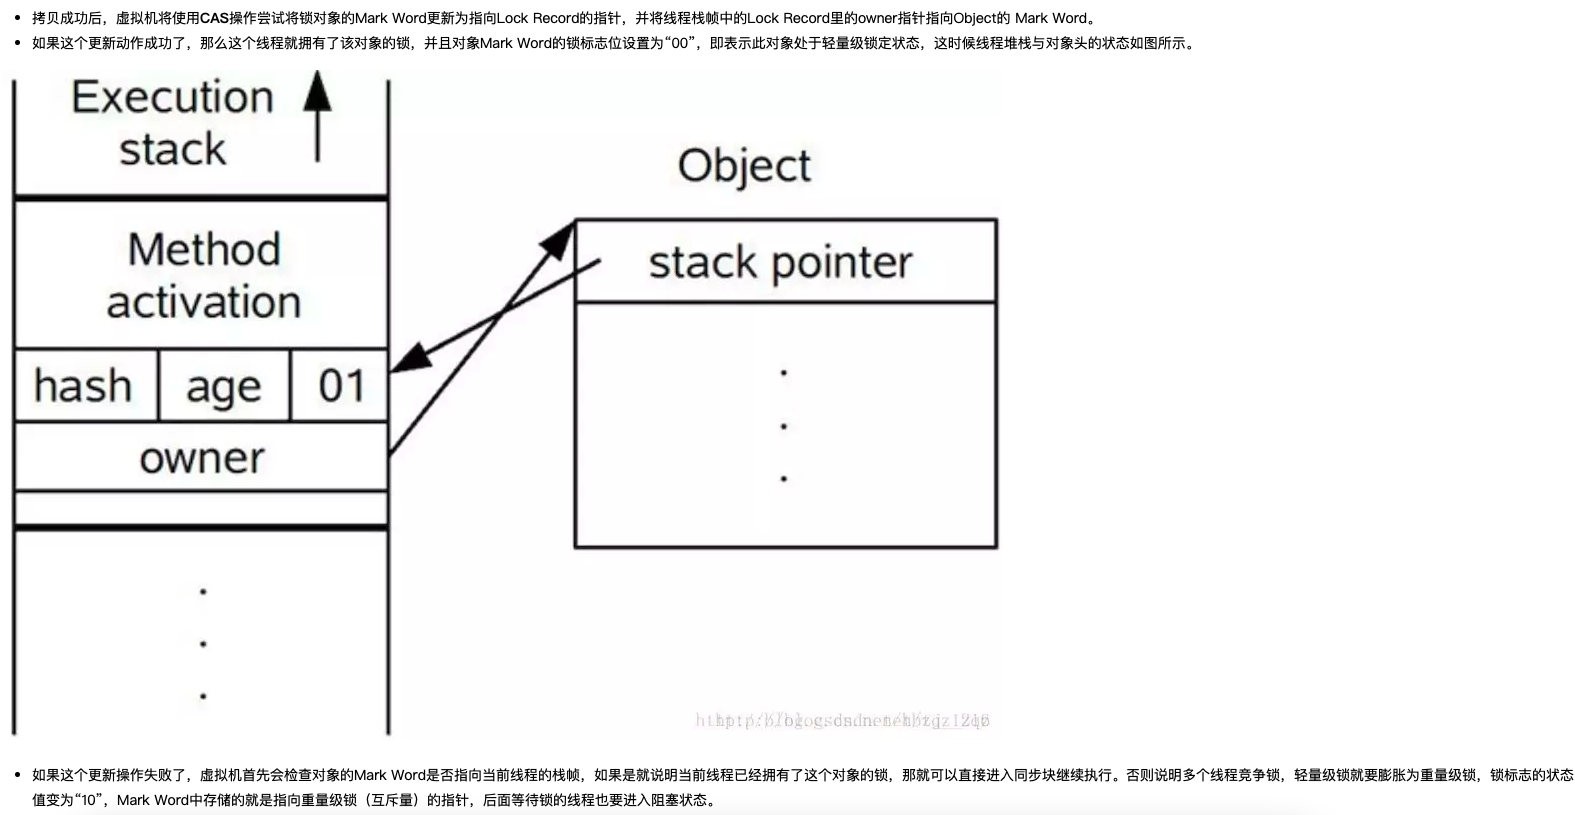 • 拷贝成功后，虚拟机将使用CAS操作尝试将锁对象的Mark Word更新为指向Lock Record的指针，并将线程栈帧中的Lock Record里的owner指针指向Object的 Mark Word。
• 如果这个更新动作成功了，那么这个线程就拥有了该对象的锁，并且对象Mark Word的锁标志位设置为“00”，即表示此对象处于轻量级锁定状态，这时候线程堆栈与对象头的状态如图所示。
Execution
stack
Object
Method
activation
stack pointer
hash age 01
owner
• 如果这个更新操作失败了，虚拟机首先会检查对象的Mark Word是否指向当前线程的栈帧，如果是就说明当前线程已经拥有了这个对象的锁，那就可以直接进入同步块继续执行。否则说明多个线程竞争锁，轻量级锁就要膨胀为重量级锁，锁标志的状态
值变为“10”，Mark Word中存储的就是指向重量级锁（互斥量）的指针，后面等待锁的线程也要进入阻塞状态。